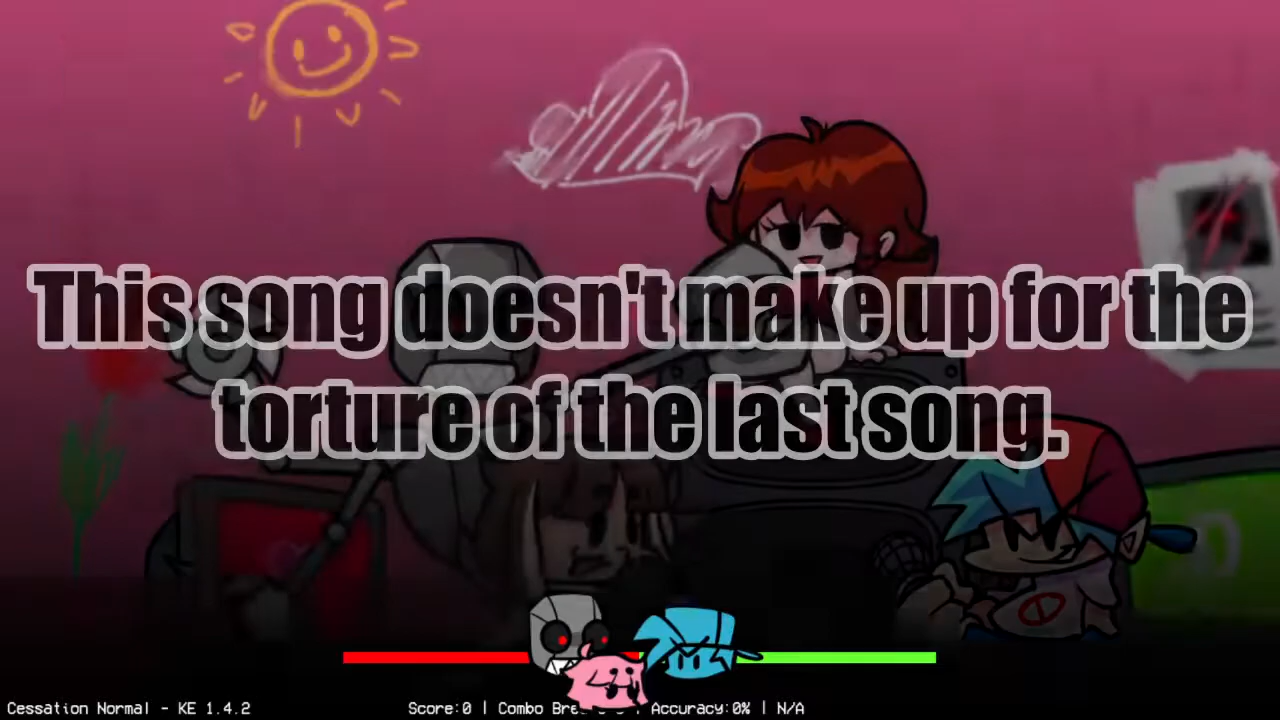 This song doesn't make up for the
torture of the last song.
Cessation Normal - KE 1.4.2
Score:0 | Combo | Accuracy:0% | N/A